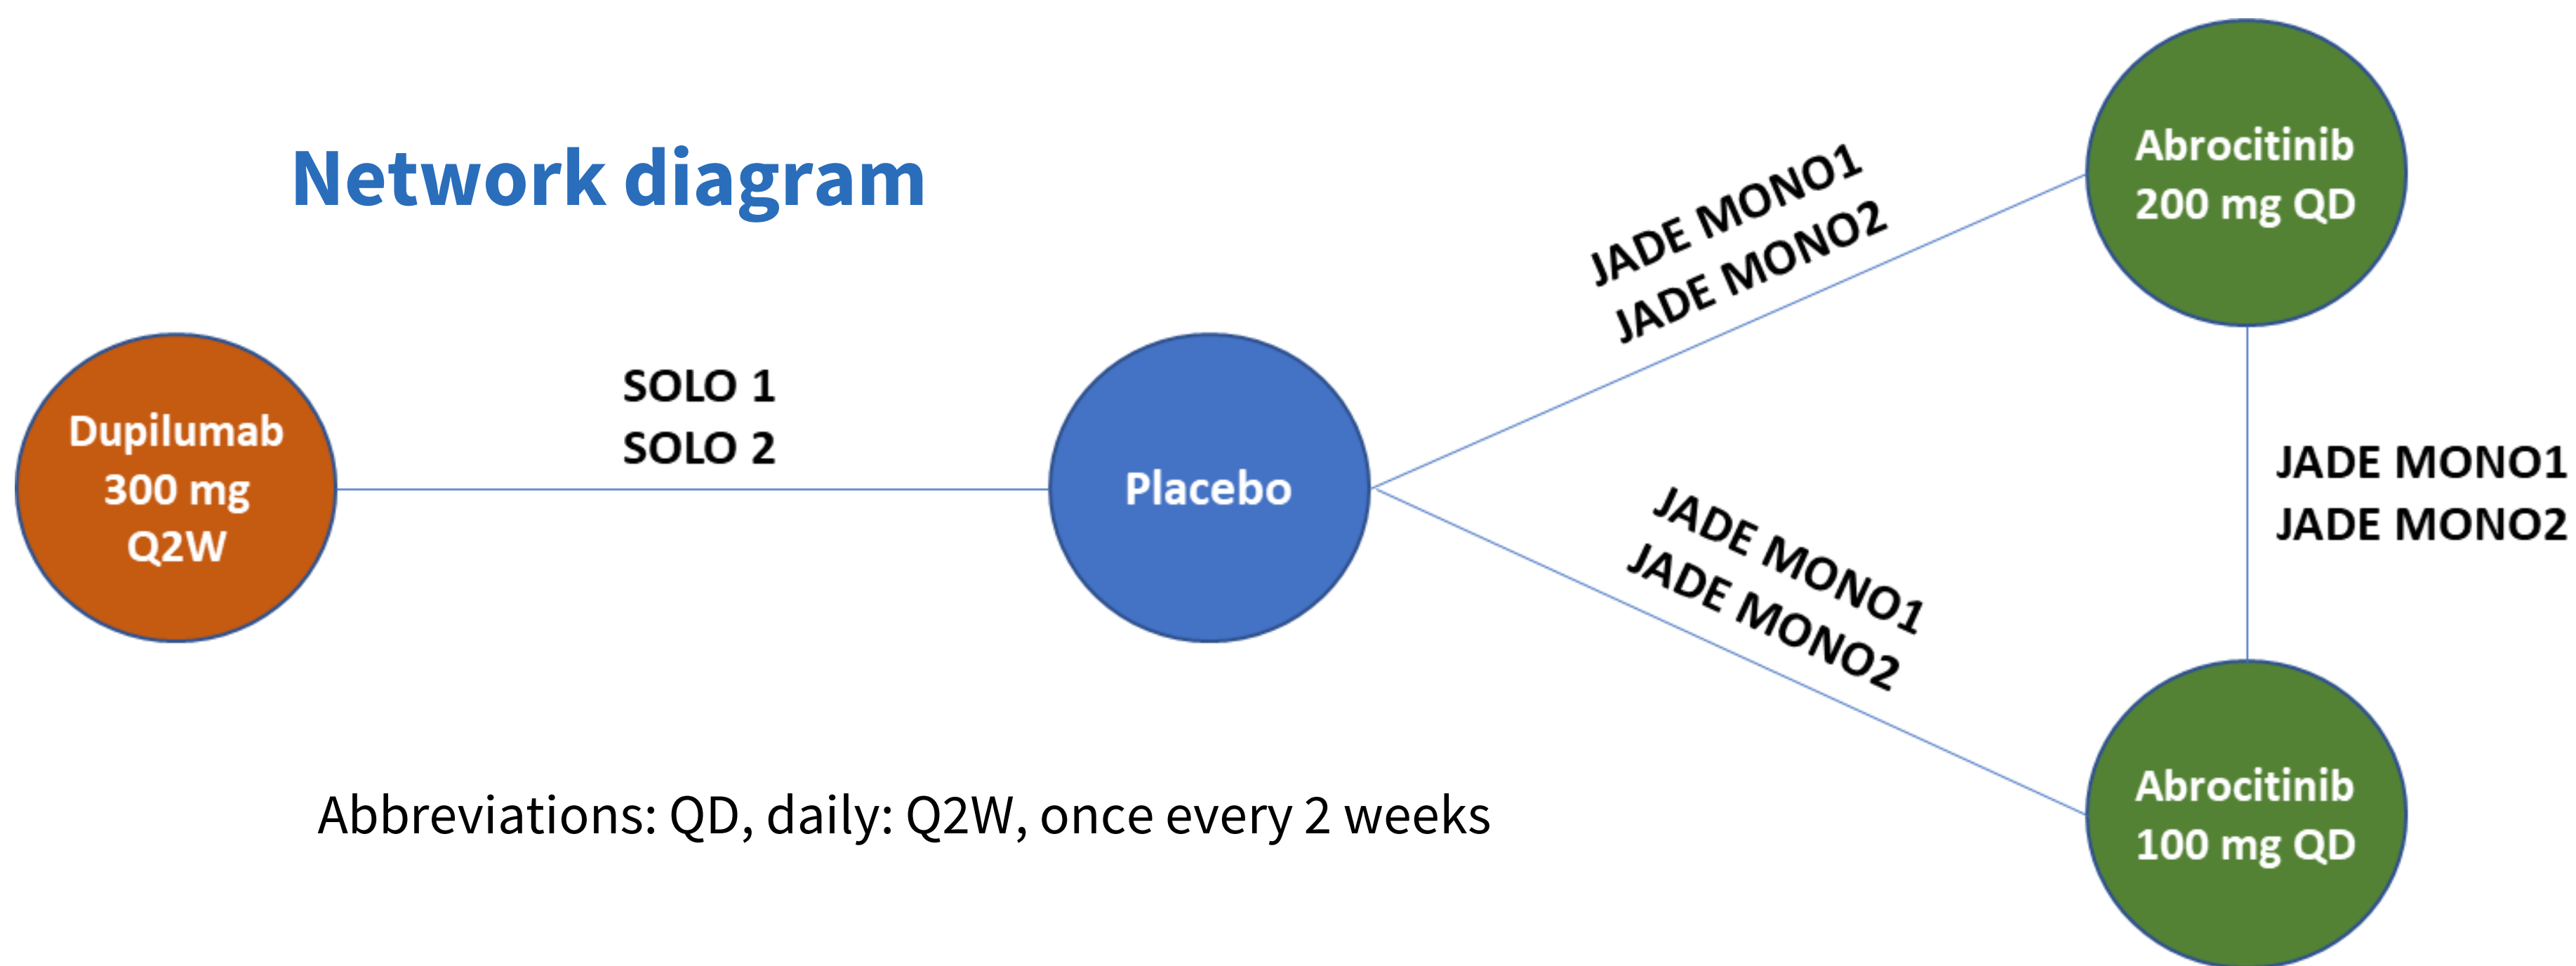 Network diagram
Dupilumab
300 mg
Q2W
SOLO 1
SOLO 2
Placebo
JADE MONO1
JADE MONO2
JADE MONO1
JADE MONO2
Abrocitinib
200 mg QD
JADE MONO1
JADE MONO2
Abrocitinib
100 mg QD
Abbreviations: QD, daily: Q2W, once every 2 weeks